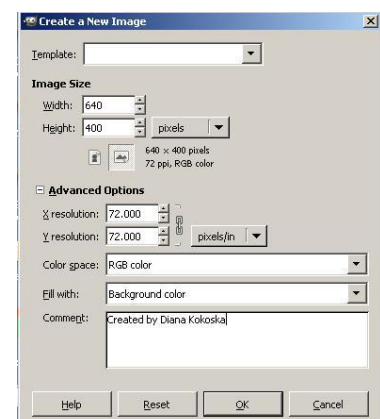 Create a New Image
Template:
Image Size
Width: 640
Height: 400 pixels
640 × 400 pixels
72 ppi, RGB color
Advanced Options
X resolution: 72.000
Y resolution: 72.000 pixels/in
Color space: RGB color
Fill with: Background color
Comment: Created by Diana Kokoska
Help Reset OK Cancel